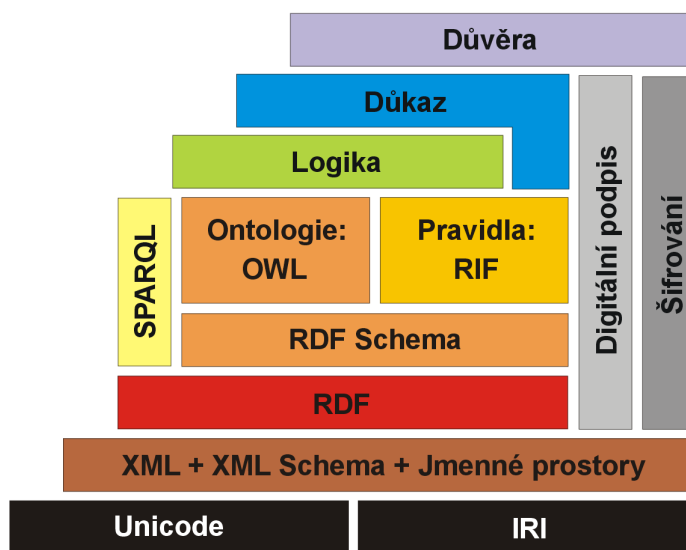 Důvěra
Důkaz
Logika
SPARQL
Ontologie:
OWL
Pravidla:
RIF
Digitální podpis
Šifrování
RDF Schema
RDF
XML + XML Schema + Jmenné prostory
Unicode
IRI